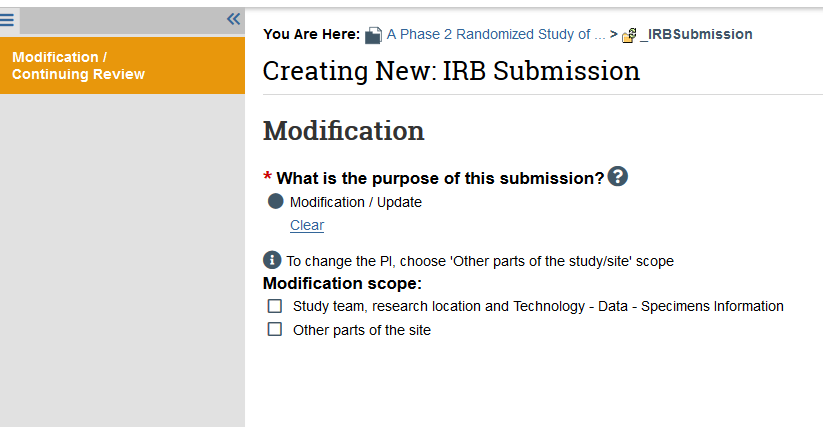 You Are Here: A Phase 2 Randomized Study of ... > _IRBSubmission
Modification /
Continuing Review
Creating New: IRB Submission
Modification
* What is the purpose of this submission? ?
Modification / Update
Clear
To change the PI, choose 'Other parts of the study/site' scope
Modification scope:
Study team, research location and Technology - Data - Specimens Information
Other parts of the site